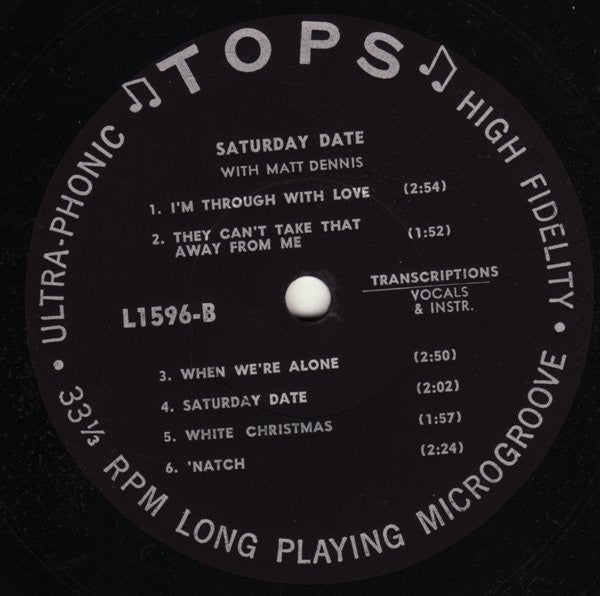 TOPS
ULTRA-PHONIC
HIGH FIDELITY
SATURDAY DATE
WITH MATT DENNIS
1. I'M THROUGH WITH LOVE (2:54)
2. THEY CAN'T TAKE THAT
AWAY FROM ME (1:52)
TRANSCRIPTIONS
VOCALS
& INSTR.
L1596-B
3. WHEN WE'RE ALONE (2:50)
4. SATURDAY DATE (2:02)
5. WHITE CHRISTMAS (1:57)
6. 'NATCH (2:24)
• 33⅓ RPM LONG PLAYING MICROGROOVE •